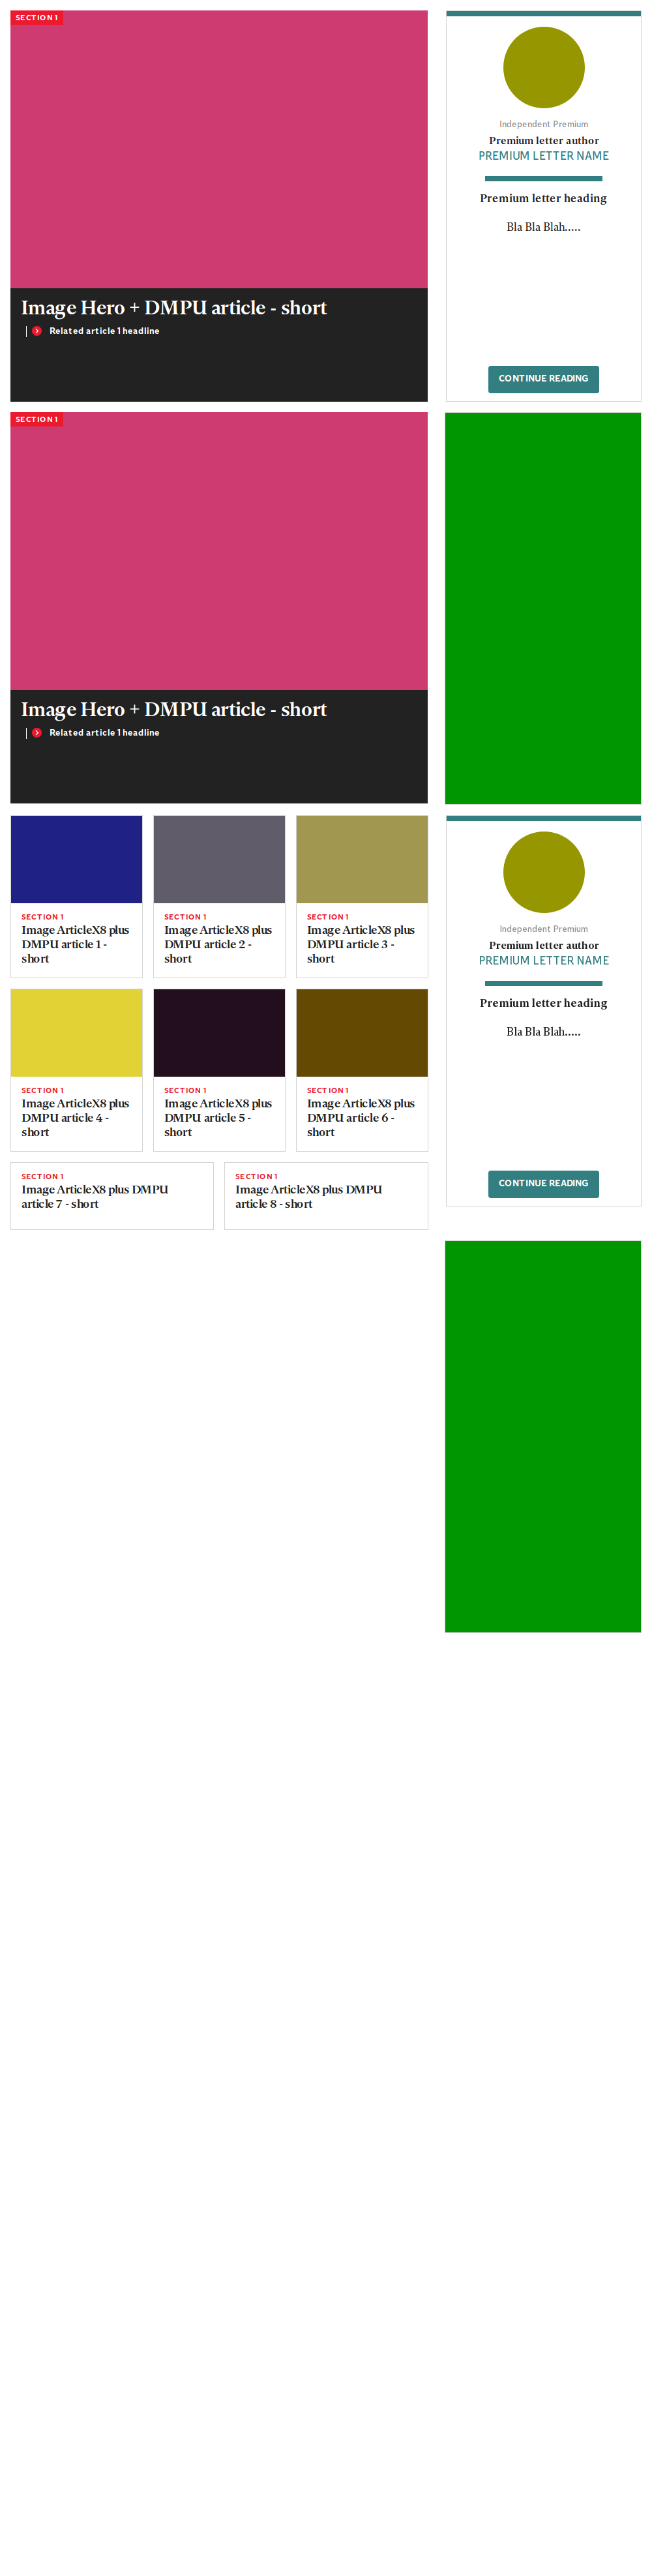 SECTION 1
Image Hero + DMPU article - short
Related article 1 headline
Independent Premium
Premium letter author
PREMIUM LETTER NAME
Premium letter heading
Bla Bla Blah.....
CONTINUE READING
SECTION 1
Image Hero + DMPU article - short
Related article 1 headline
SECTION 1
Image ArticleX8 plus
DMPU article 1 -
short
SECTION 1
Image ArticleX8 plus
DMPU article 2 -
short
SECTION 1
Image ArticleX8 plus
DMPU article 3 -
short
Independent Premium
Premium letter author
PREMIUM LETTER NAME
Premium letter heading
Bla Bla Blah.....
CONTINUE READING
SECTION 1
Image ArticleX8 plus
DMPU article 4 -
short
SECTION 1
Image ArticleX8 plus
DMPU article 5 -
short
SECTION 1
Image ArticleX8 plus
DMPU article 6 -
short
SECTION 1
Image ArticleX8 plus DMPU
article 7 - short
SECTION 1
Image ArticleX8 plus DMPU
article 8 - short